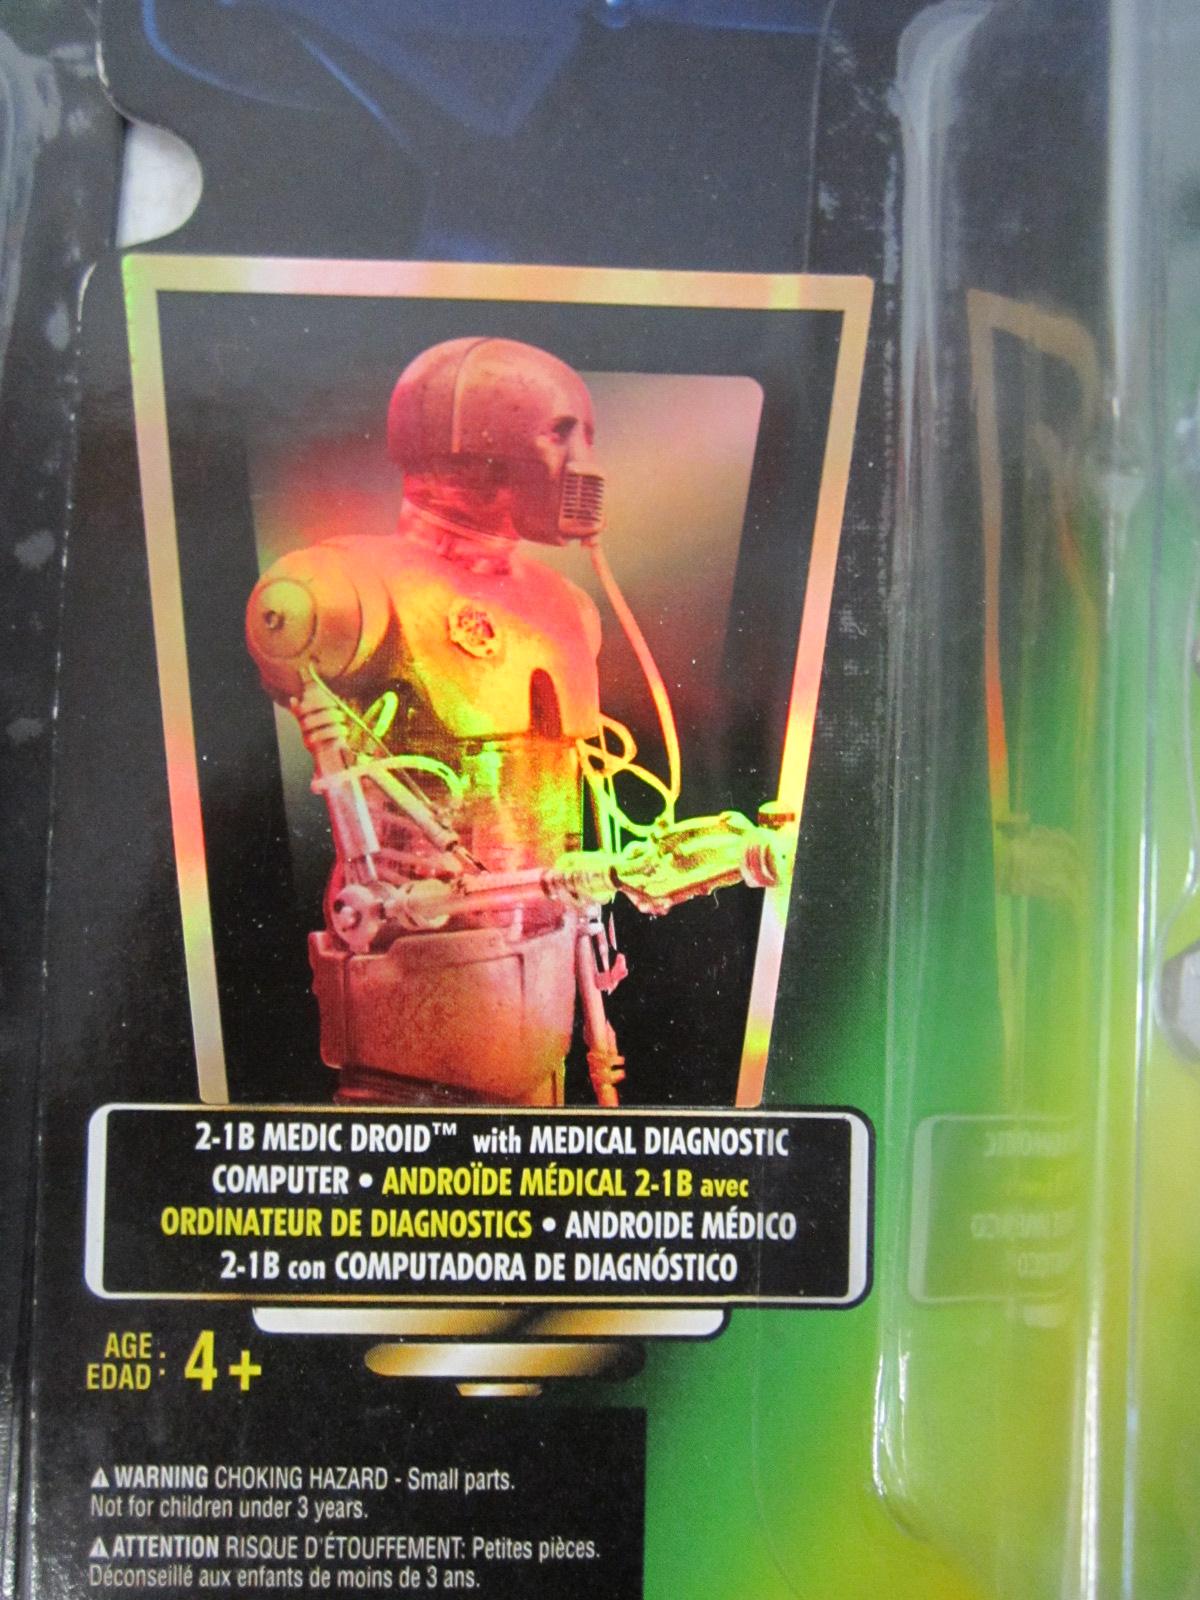 2-1B MEDIC DROID™ with MEDICAL DIAGNOSTIC
COMPUTER • ANDROÏDE MÉDICAL 2-1B avec
ORDINATEUR DE DIAGNOSTICS • ANDROIDE MÉDICO
2-1B con COMPUTADORA DE DIAGNÓSTICO
AGE :
EDAD : 4+
⚠ WARNING CHOKING HAZARD - Small parts.
Not for children under 3 years.
⚠ ATTENTION RISQUE D'ÉTOUFFEMENT: Petites pièces.
Déconseillé aux enfants de moins de 3 ans.